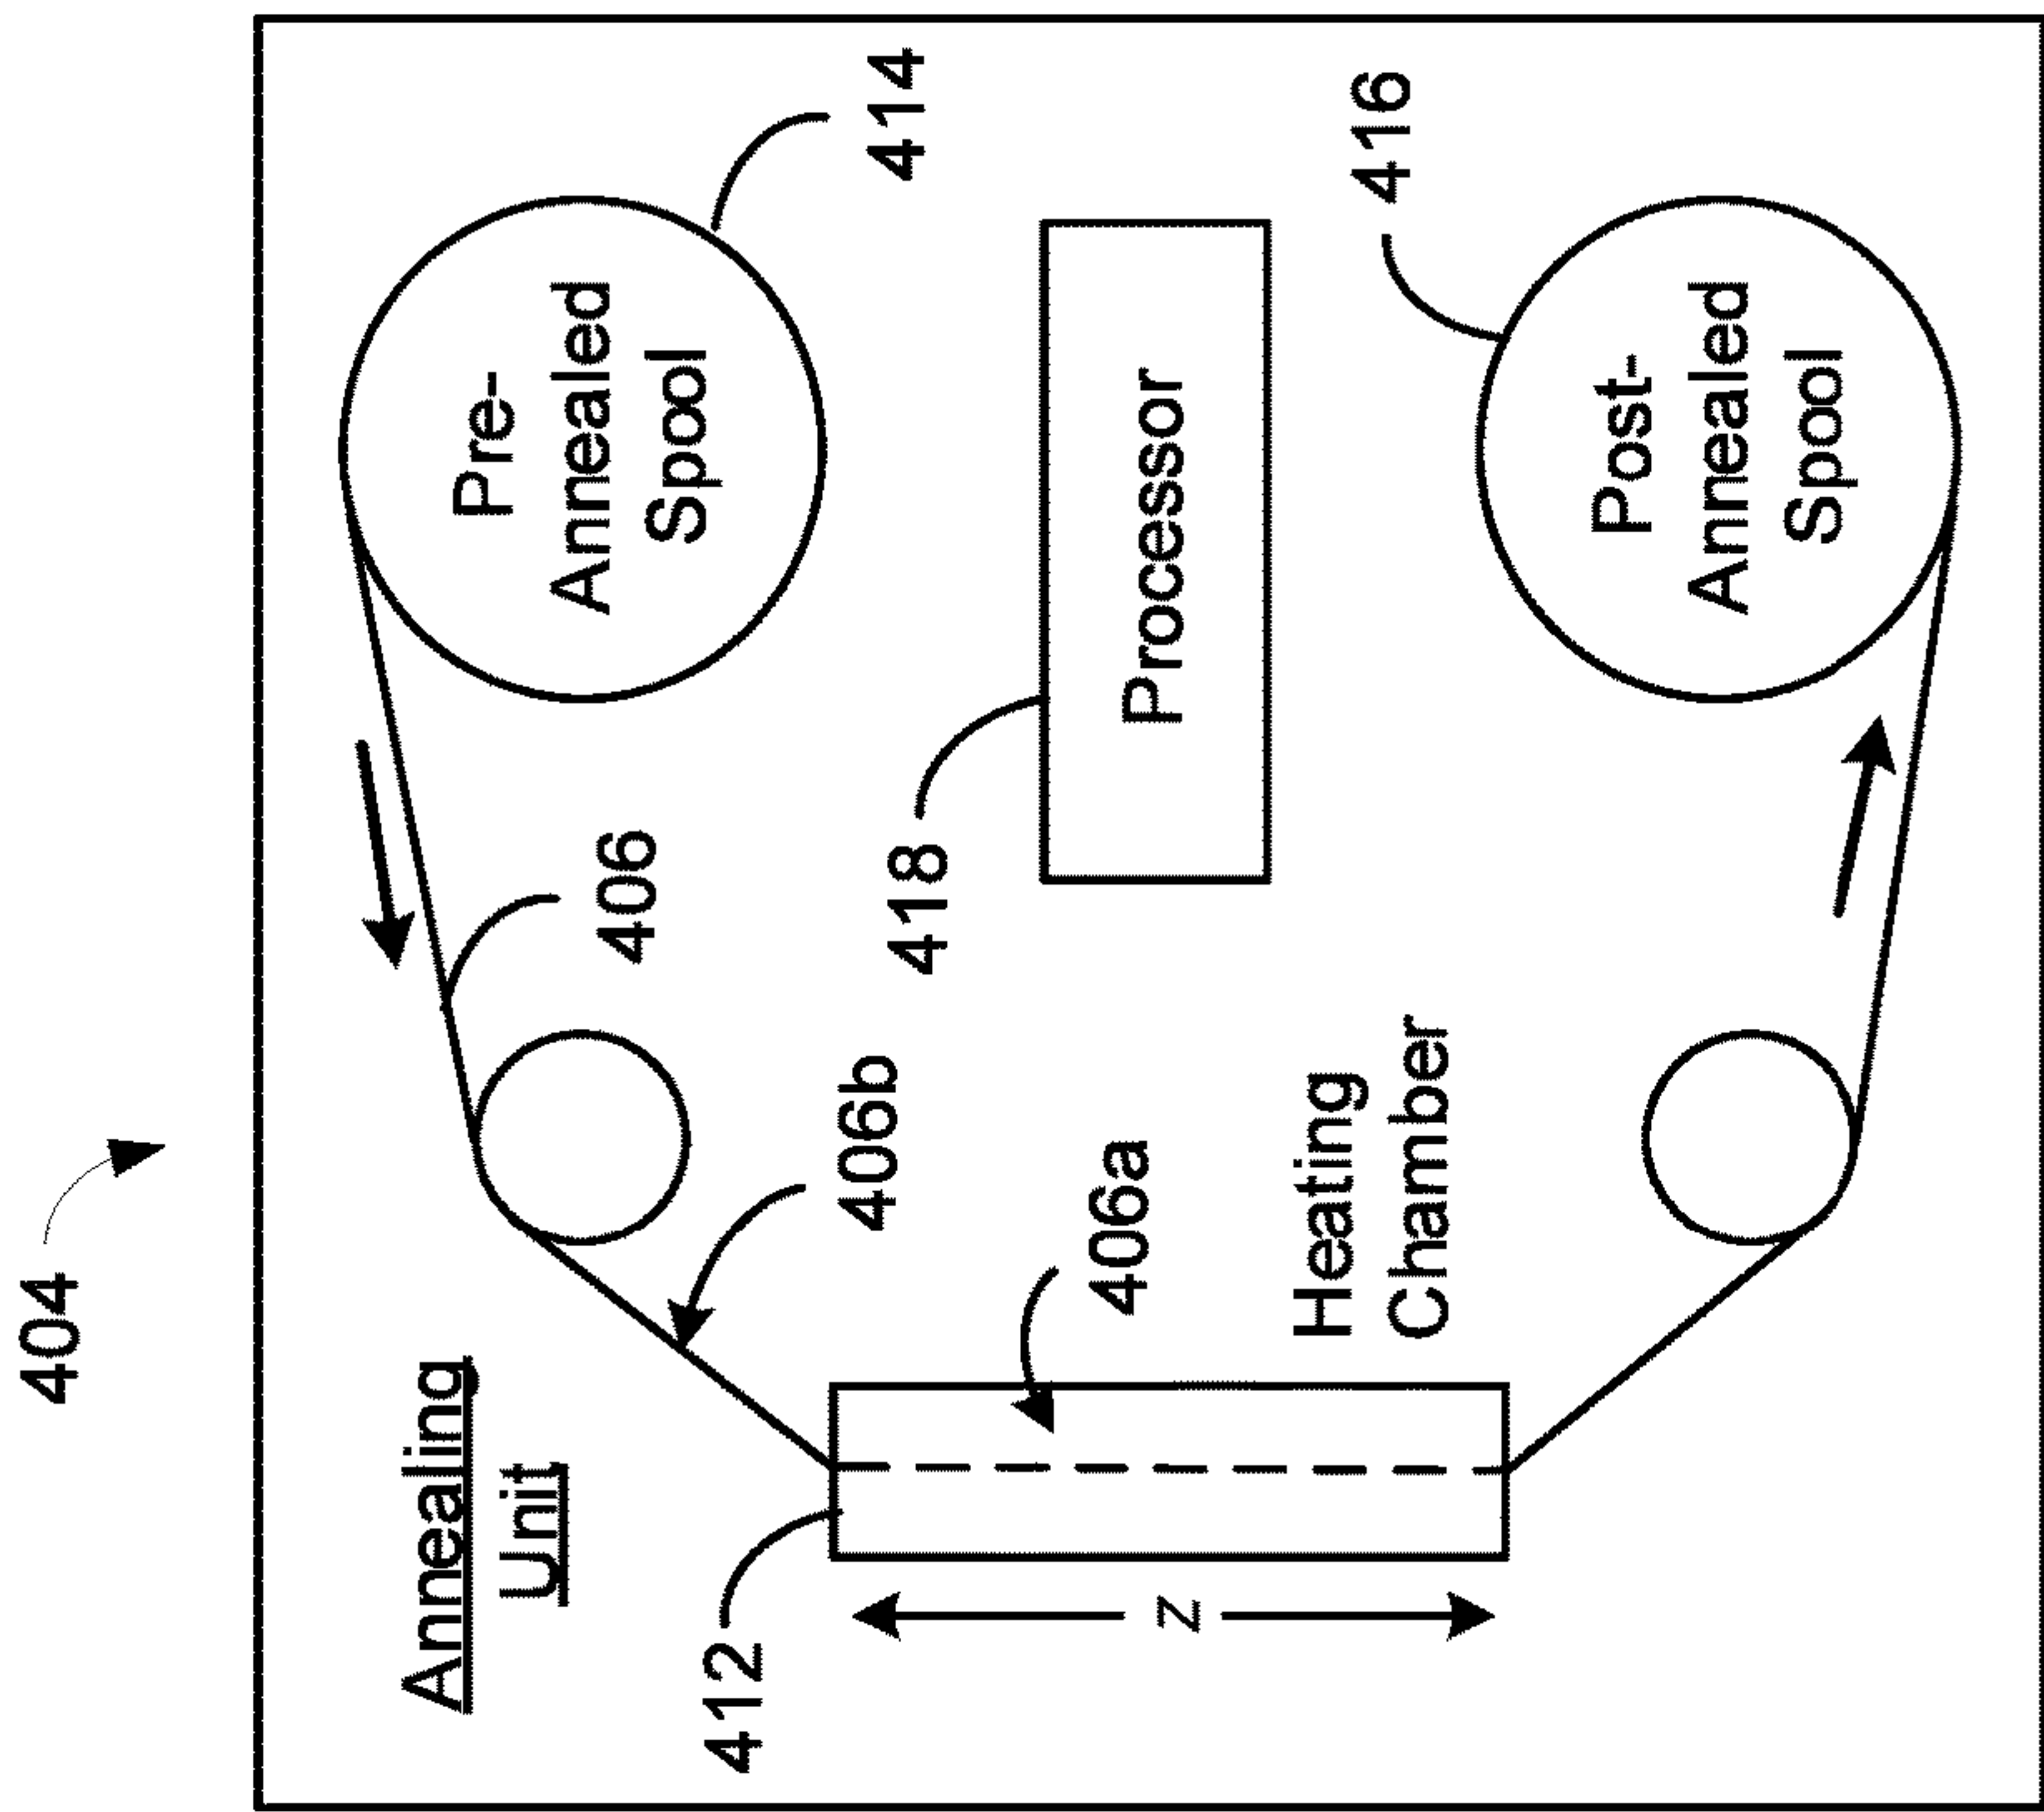 404
Annealing
Unit
412
406b
406a
Heating
Chamber
z
406
418
Processor
Pre-
Annealed
Spool
414
Post-
Annealed
Spool
416